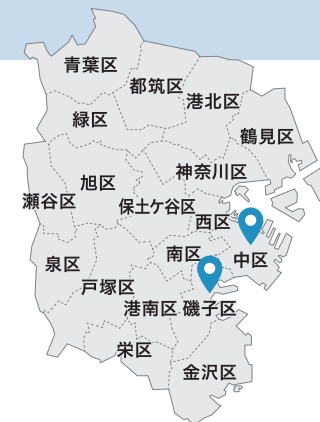 青葉区
都筑区
港北区
緑区
鶴見区
神奈川区
旭区
瀬谷区
保土ケ谷区
西区
南区
中区
泉区
戸塚区
港南区
磯子区
栄区
金沢区